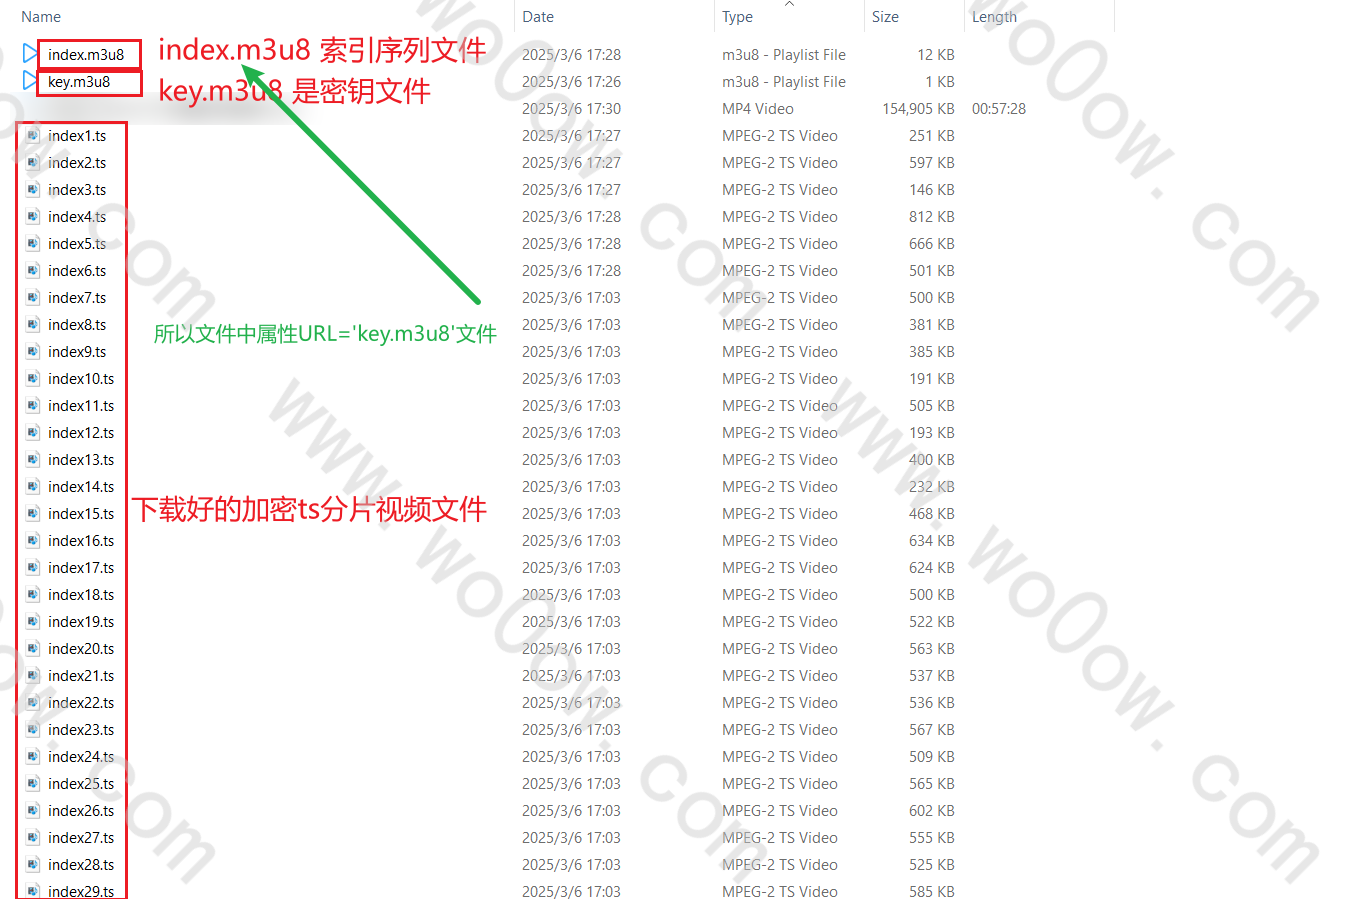 Name Date Type Size Length
index.m3u8 2025/3/6 17:28 m3u8 - Playlist File 12 KB
index.m3u8 索引序列文件
key.m3u8 2025/3/6 17:26 m3u8 - Playlist File 1 KB
key.m3u8 是密钥文件
2025/3/6 17:30 MP4 Video 154,905 KB 00:57:28
index1.ts 2025/3/6 17:27 MPEG-2 TS Video 251 KB
index2.ts 2025/3/6 17:27 MPEG-2 TS Video 597 KB
index3.ts 2025/3/6 17:27 MPEG-2 TS Video 146 KB
index4.ts 2025/3/6 17:28 MPEG-2 TS Video 812 KB
index5.ts 2025/3/6 17:28 MPEG-2 TS Video 666 KB
index6.ts 2025/3/6 17:28 MPEG-2 TS Video 501 KB
index7.ts 2025/3/6 17:03 MPEG-2 TS Video 500 KB
index8.ts 2025/3/6 17:03 MPEG-2 TS Video 381 KB
所以文件中属性URL='key.m3u8'文件
index9.ts 2025/3/6 17:03 MPEG-2 TS Video 385 KB
index10.ts 2025/3/6 17:03 MPEG-2 TS Video 191 KB
index11.ts 2025/3/6 17:03 MPEG-2 TS Video 505 KB
index12.ts 2025/3/6 17:03 MPEG-2 TS Video 193 KB
index13.ts 2025/3/6 17:03 MPEG-2 TS Video 400 KB
index14.ts 2025/3/6 17:03 MPEG-2 TS Video 232 KB
index15.ts 2025/3/6 17:03 MPEG-2 TS Video 468 KB
下载好的加密ts分片视频文件
index16.ts 2025/3/6 17:03 MPEG-2 TS Video 634 KB
index17.ts 2025/3/6 17:03 MPEG-2 TS Video 624 KB
index18.ts 2025/3/6 17:03 MPEG-2 TS Video 500 KB
index19.ts 2025/3/6 17:03 MPEG-2 TS Video 522 KB
index20.ts 2025/3/6 17:03 MPEG-2 TS Video 563 KB
index21.ts 2025/3/6 17:03 MPEG-2 TS Video 537 KB
index22.ts 2025/3/6 17:03 MPEG-2 TS Video 536 KB
index23.ts 2025/3/6 17:03 MPEG-2 TS Video 567 KB
index24.ts 2025/3/6 17:03 MPEG-2 TS Video 509 KB
index25.ts 2025/3/6 17:03 MPEG-2 TS Video 565 KB
index26.ts 2025/3/6 17:03 MPEG-2 TS Video 602 KB
index27.ts 2025/3/6 17:03 MPEG-2 TS Video 555 KB
index28.ts 2025/3/6 17:03 MPEG-2 TS Video 525 KB
index29.ts 2025/3/6 17:03 MPEG-2 TS Video 585 KB
www.woOow.com